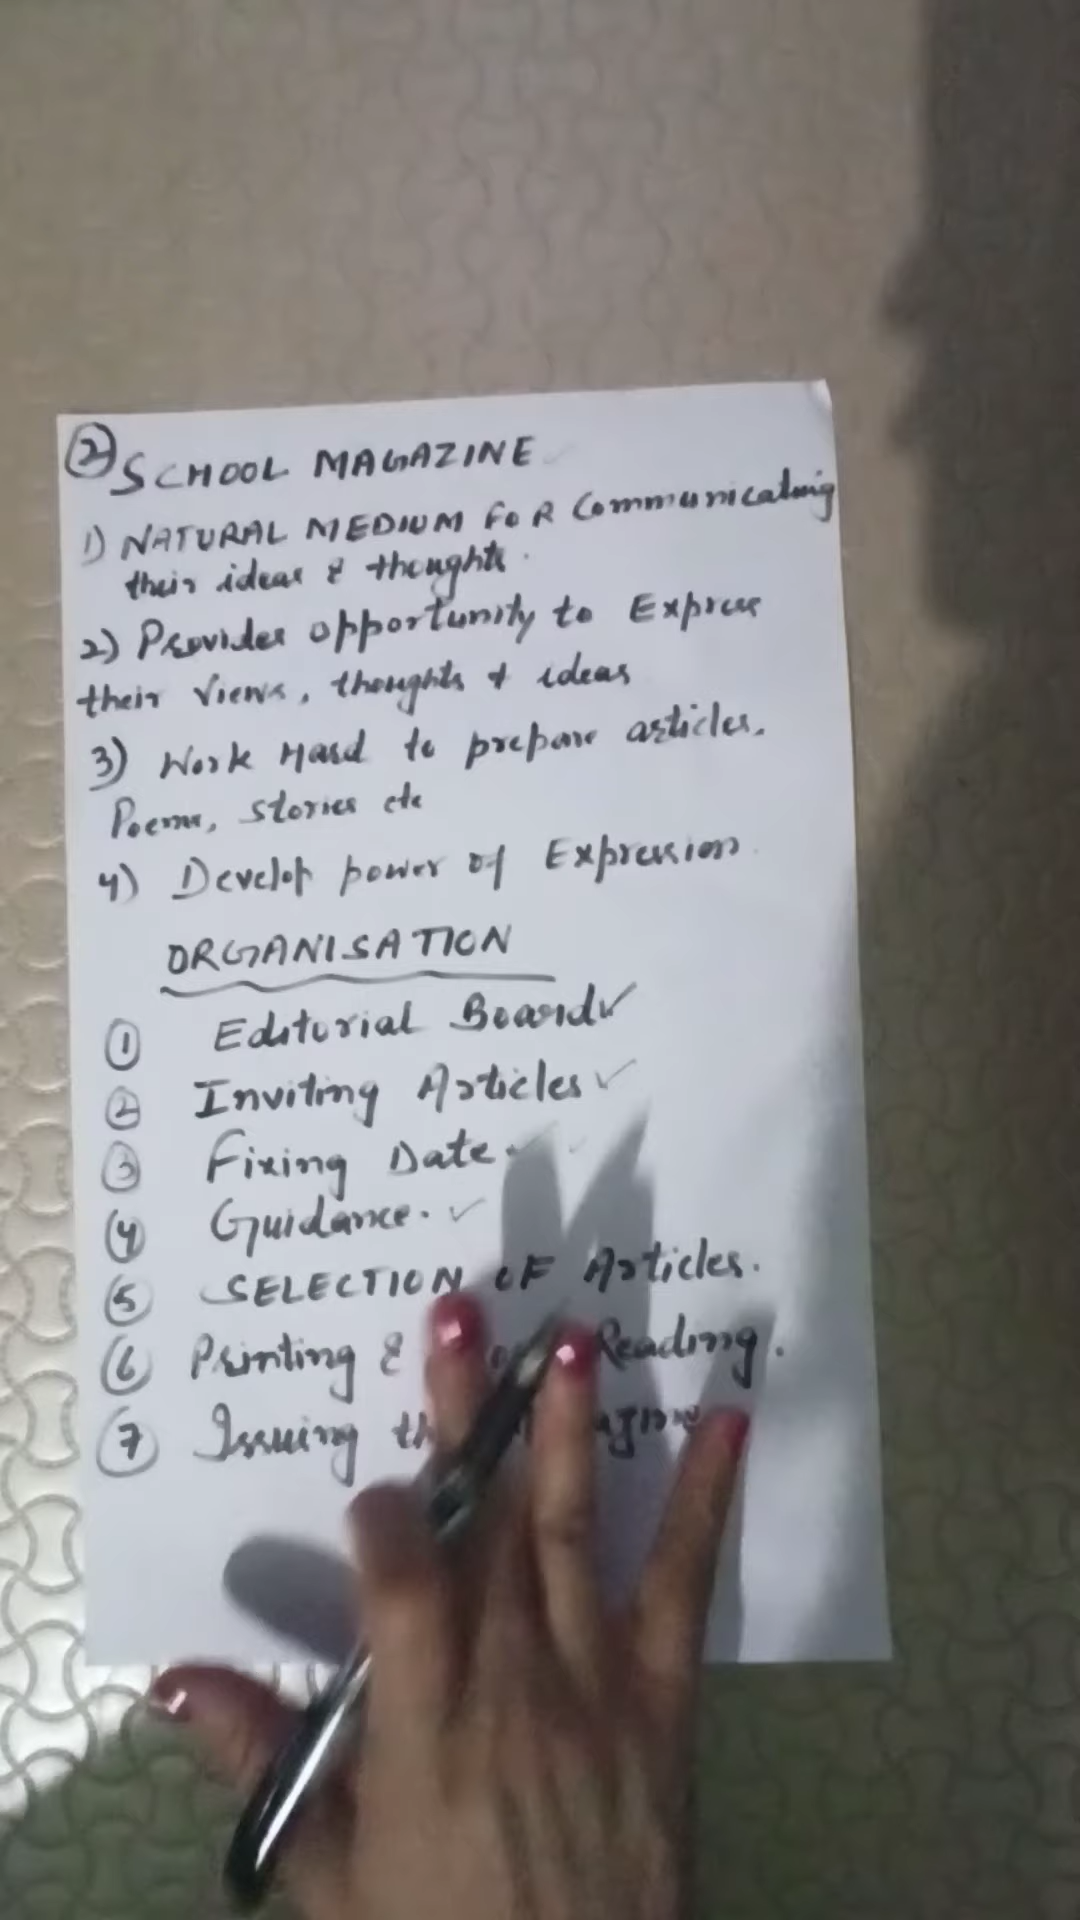 2 SCHOOL MAGAZINE
1) NATURAL MEDIUM FOR Communicating
their ideas & thoughts.
2) Provides opportunity to Express
their views, thoughts & ideas
3) Work Hard to prepare articles,
Poems, stories etc
4) Develop power of Expression.
ORGANISATION
1 Editorial Board ✓
2 Inviting Articles ✓
3 Fixing Date ✓
4 Guidance. ✓
5 SELECTION OF Articles.
6 Printing & Reading.
7 Issuing